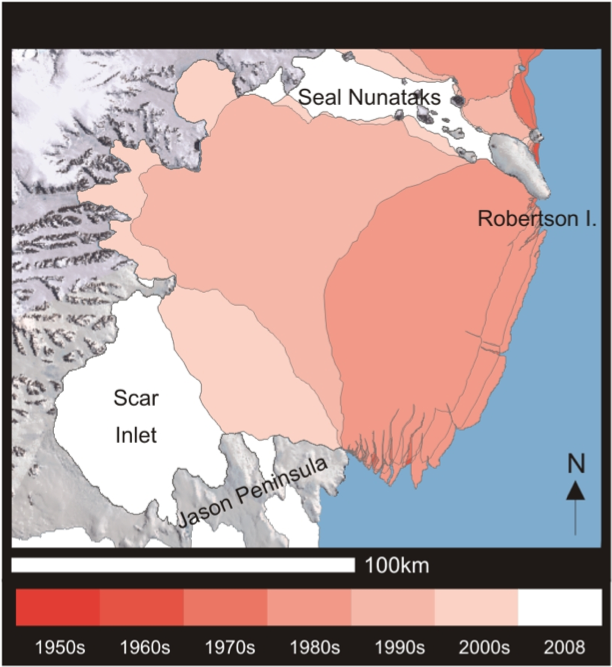 Seal Nunataks
Robertson I.
Scar
Inlet
Jason Peninsula
N
100km
1950s 1960s 1970s 1980s 1990s 2000s 2008